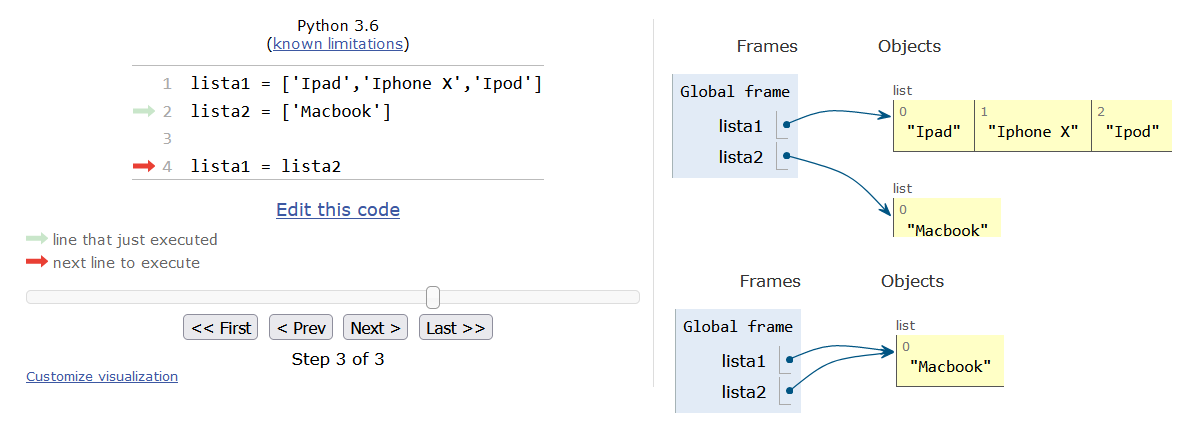 Python 3.6
(known limitations)
1 lista1 = ['Ipad','Iphone X','Ipod']
2 lista2 = ['Macbook']
3
4 lista1 = lista2
Edit this code
line that just executed
next line to execute
<< First < Prev Next > Last >>
Step 3 of 3
Customize visualization
Frames Objects
Global frame
lista1
lista2
list
0 1 2
"Ipad" "Iphone X" "Ipod"
list
0
"Macbook"
Frames Objects
Global frame
lista1
lista2
list
0
"Macbook"